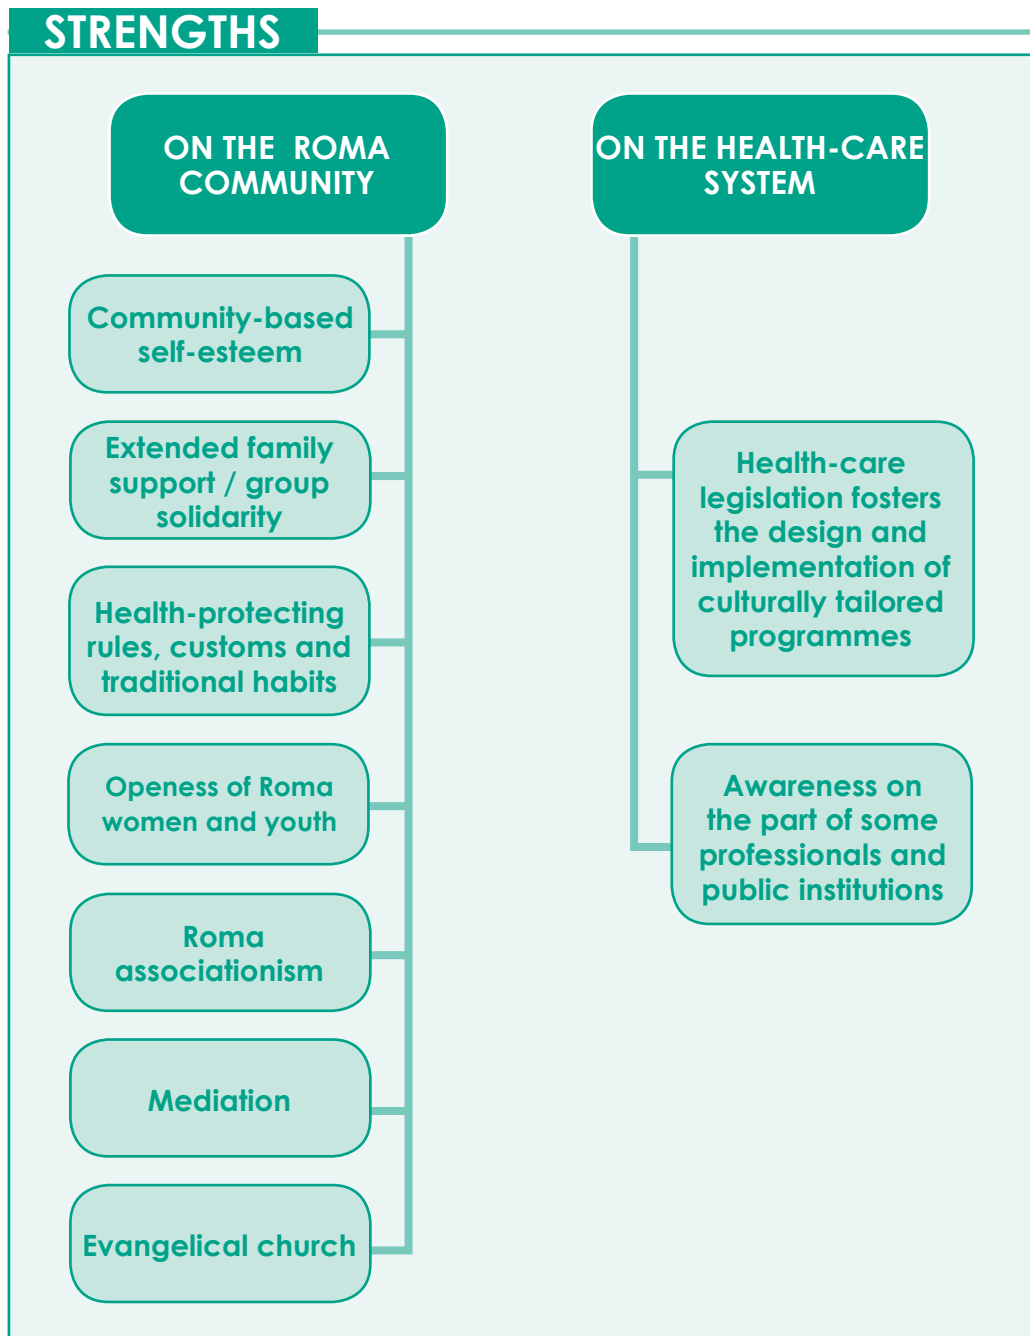 STRENGTHS
ON THE ROMA
COMMUNITY
Community-based
self-esteem
Extended family
support / group
solidarity
Health-protecting
rules, customs and
traditional habits
Openess of Roma
women and youth
Roma
associationism
Mediation
Evangelical church
ON THE HEALTH-CARE
SYSTEM
Health-care
legislation fosters
the design and
implementation of
culturally tailored
programmes
Awareness on
the part of some
professionals and
public institutions